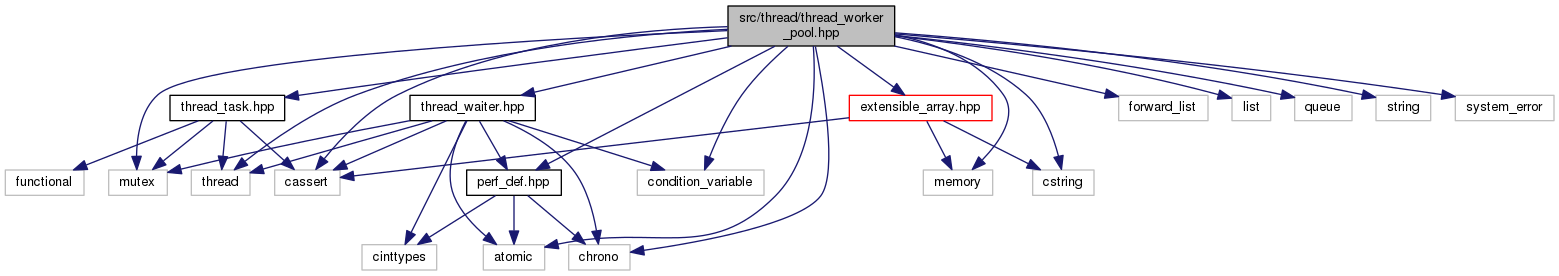 src/thread/thread_worker
_pool.hpp
thread_task.hpp
thread_waiter.hpp
extensible_array.hpp
forward_list
list
queue
string
system_error
functional
mutex
thread
cassert
perf_def.hpp
condition_variable
memory
cstring
cinttypes
atomic
chrono